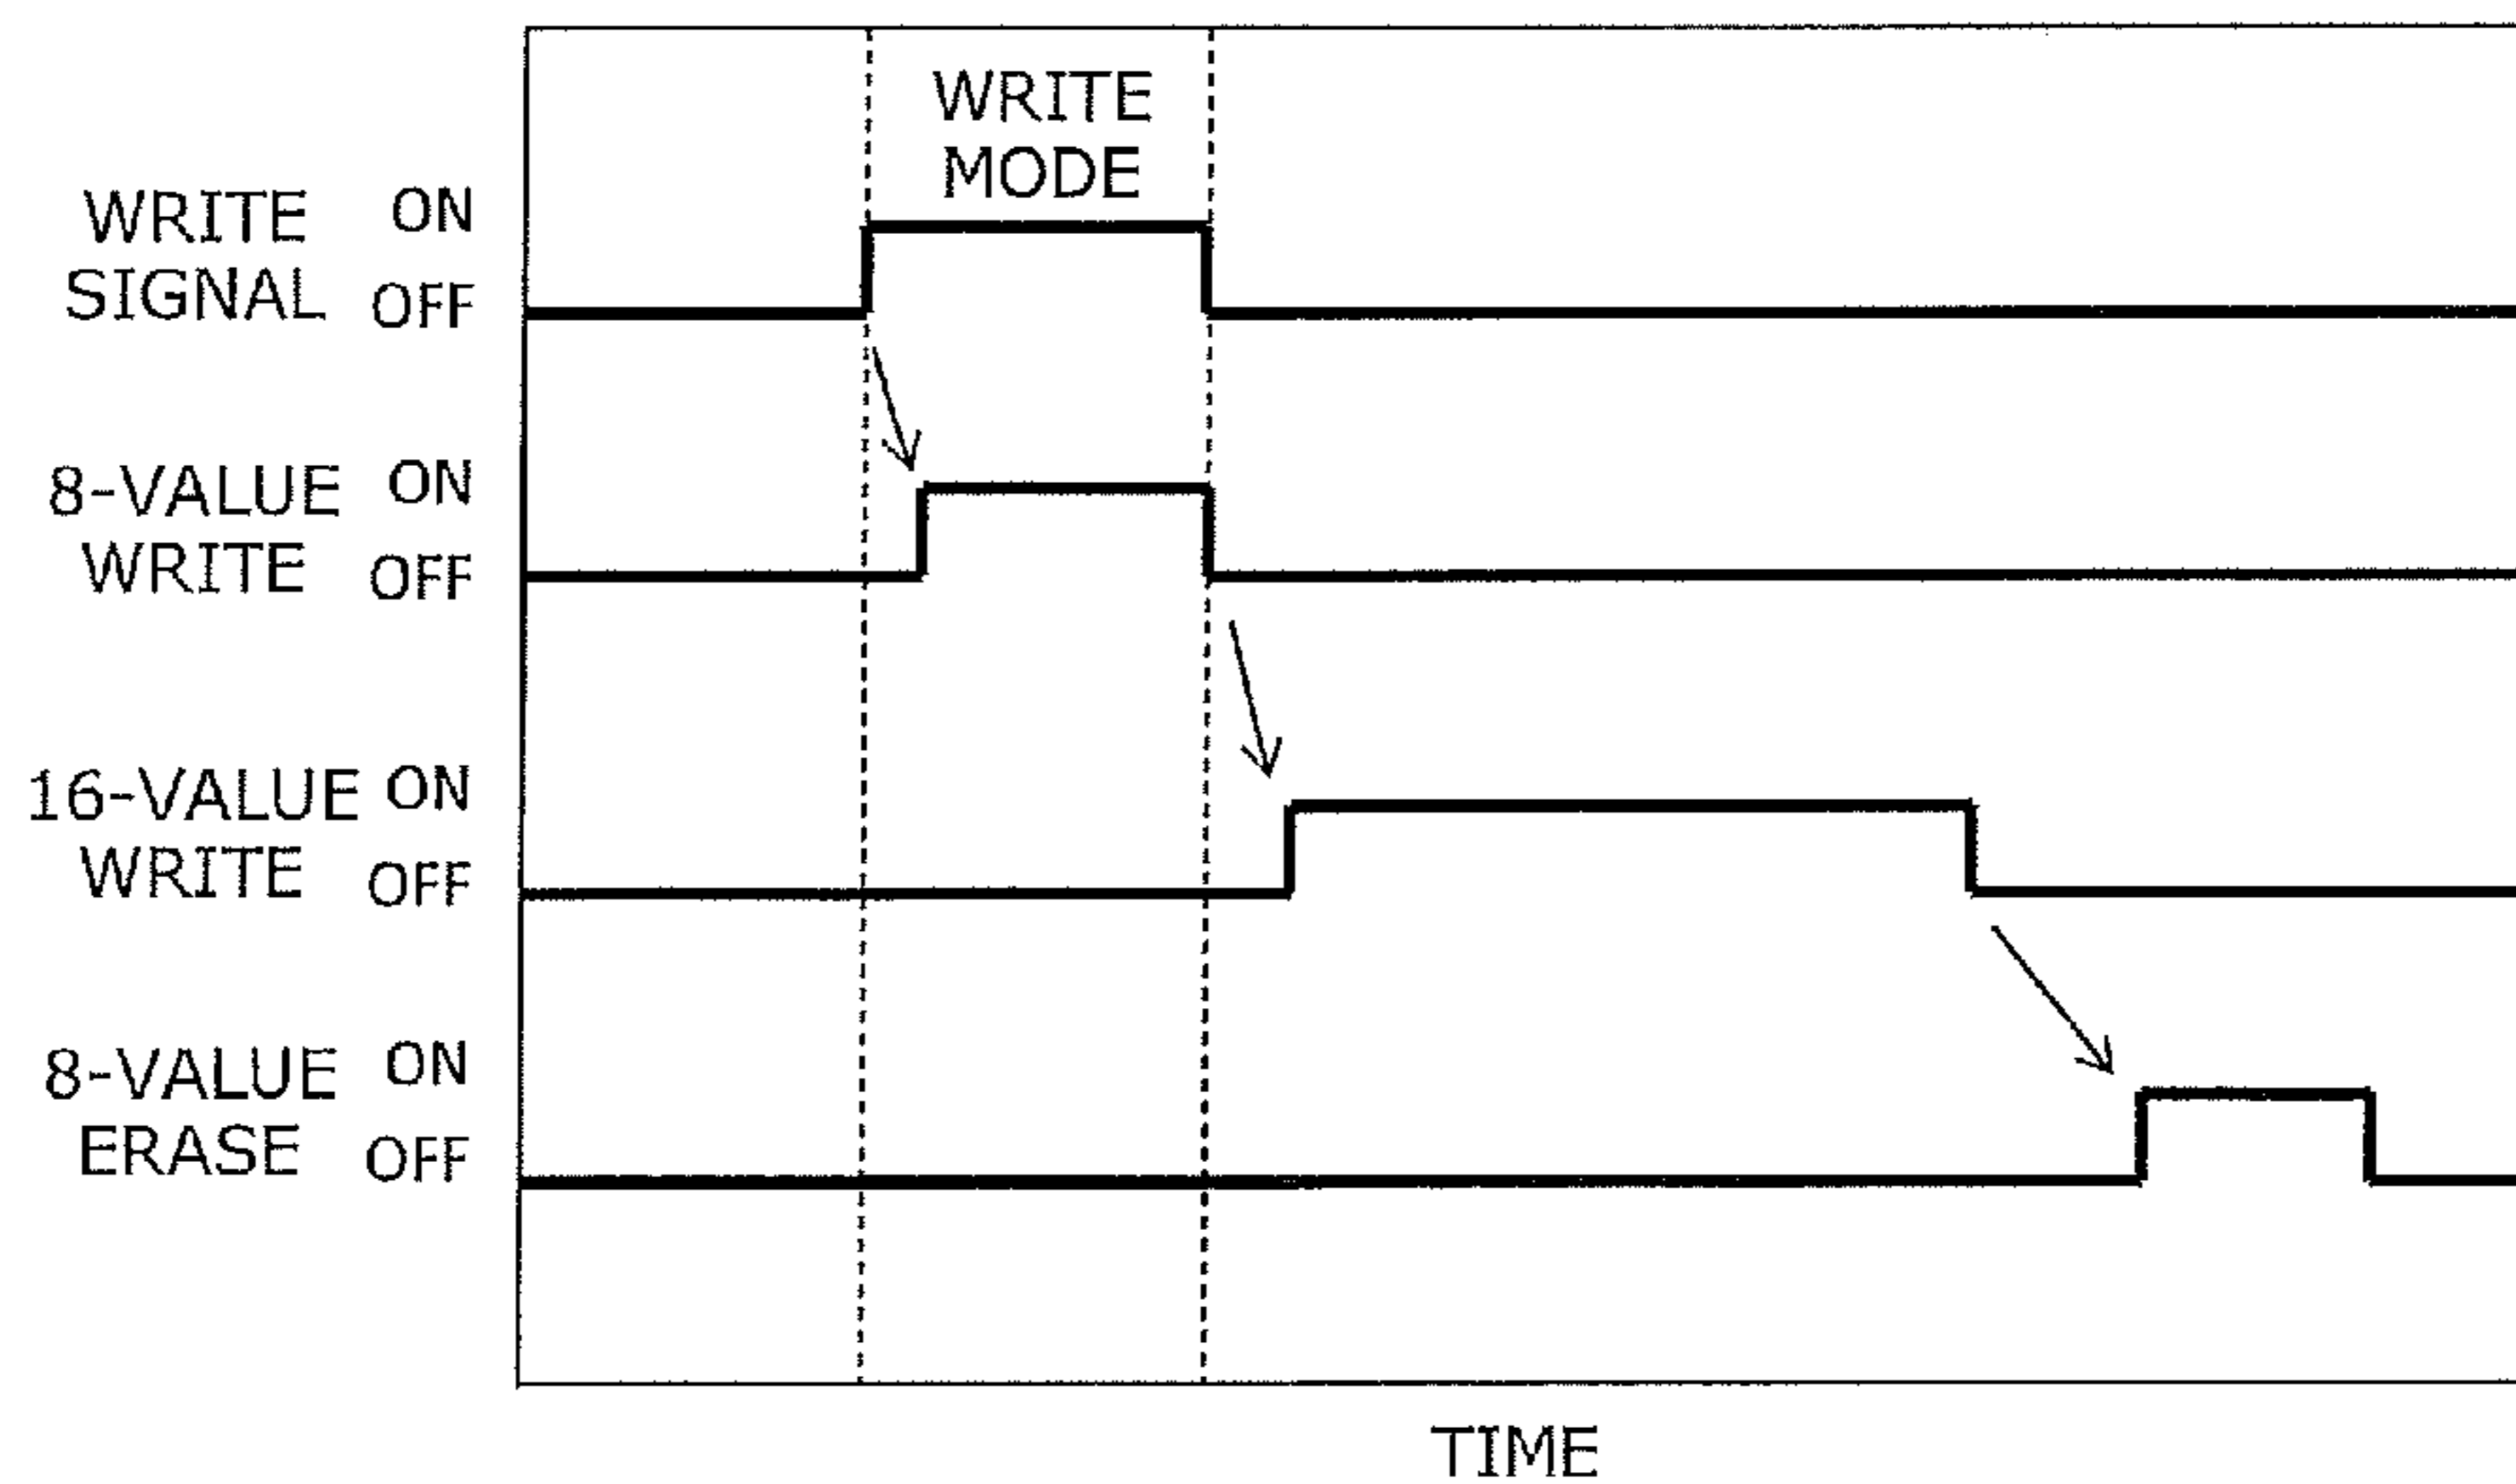 WRITE
MODE
WRITE ON
SIGNAL OFF
8-VALUE ON
WRITE OFF
16-VALUE ON
WRITE OFF
8-VALUE ON
ERASE OFF
TIME